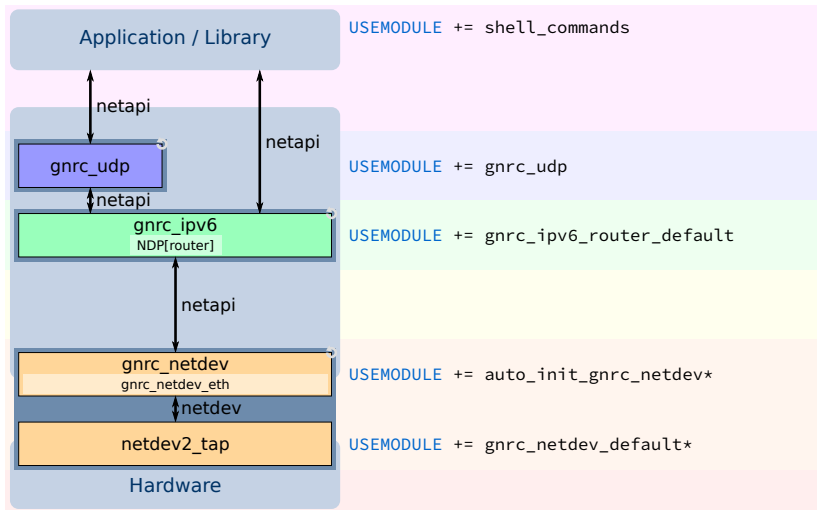 Application / Library
USEMODULE += shell_commands
netapi
netapi
gnrc_udp
USEMODULE += gnrc_udp
netapi
gnrc_ipv6
NDP[router]
USEMODULE += gnrc_ipv6_router_default
netapi
gnrc_netdev
gnrc_netdev_eth
USEMODULE += auto_init_gnrc_netdev*
netdev
netdev2_tap
USEMODULE += gnrc_netdev_default*
Hardware